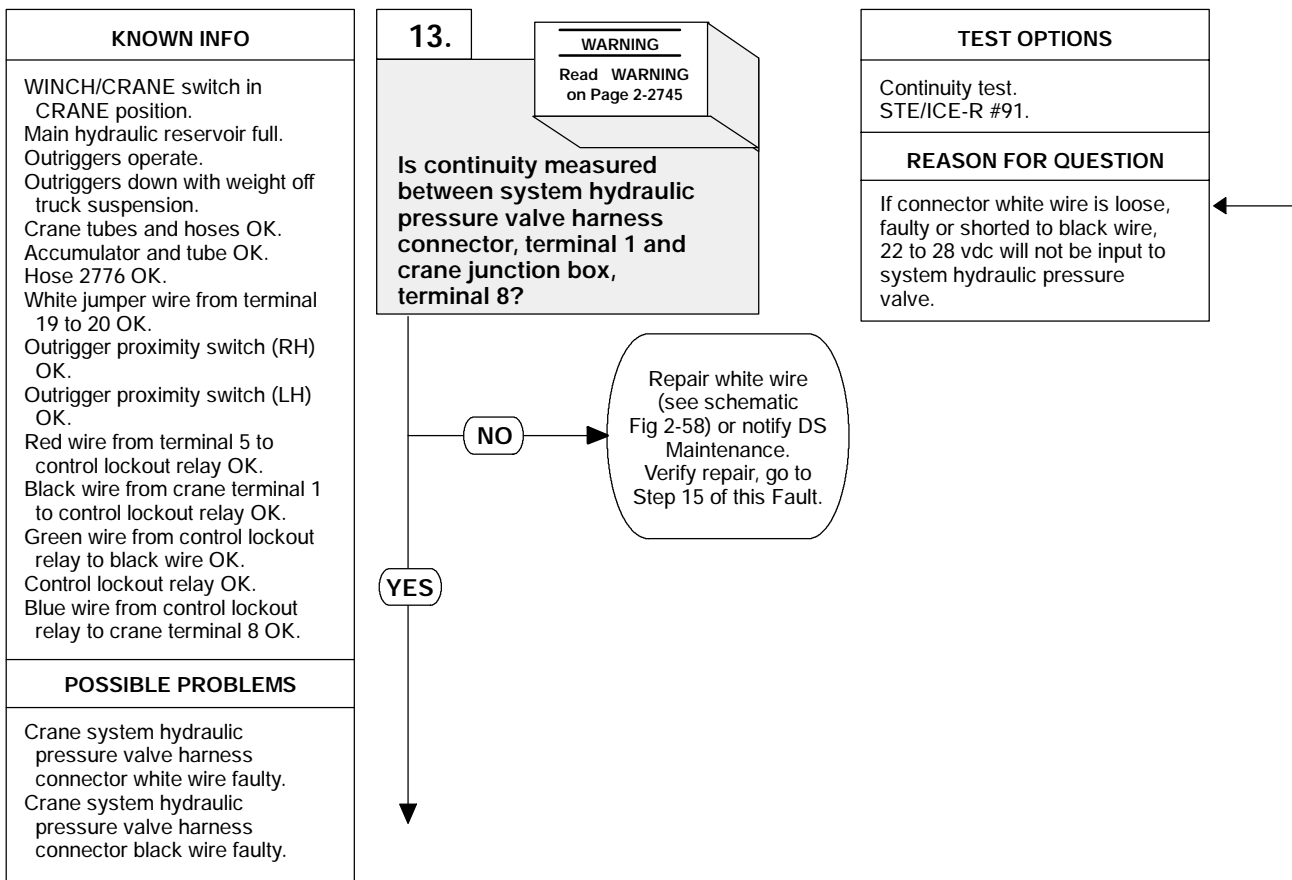 KNOWN INFO
WINCH/CRANE switch in
CRANE position.
Main hydraulic reservoir full.
Outriggers operate.
Outriggers down with weight off
truck suspension.
Crane tubes and hoses OK.
Accumulator and tube OK.
Hose 2776 OK.
White jumper wire from terminal
19 to 20 OK.
Outrigger proximity switch (RH)
OK.
Outrigger proximity switch (LH)
OK.
Red wire from terminal 5 to
control lockout relay OK.
Black wire from crane terminal 1
to control lockout relay OK.
Green wire from control lockout
relay to black wire OK.
Control lockout relay OK.
Blue wire from control lockout
relay to crane terminal 8 OK.
POSSIBLE PROBLEMS
Crane system hydraulic
pressure valve harness
connector white wire faulty.
Crane system hydraulic
pressure valve harness
connector black wire faulty.
13.
WARNING
Read WARNING
on Page 2-2745
Is continuity measured
between system hydraulic
pressure valve harness
connector, terminal 1 and
crane junction box,
terminal 8?
NO
Repair white wire
(see schematic
Fig 2-58) or notify DS
Maintenance.
Verify repair, go to
Step 15 of this Fault.
YES
TEST OPTIONS
Continuity test.
STE/ICE-R #91.
REASON FOR QUESTION
If connector white wire is loose,
faulty or shorted to black wire,
22 to 28 vdc will not be input to
system hydraulic pressure
valve.